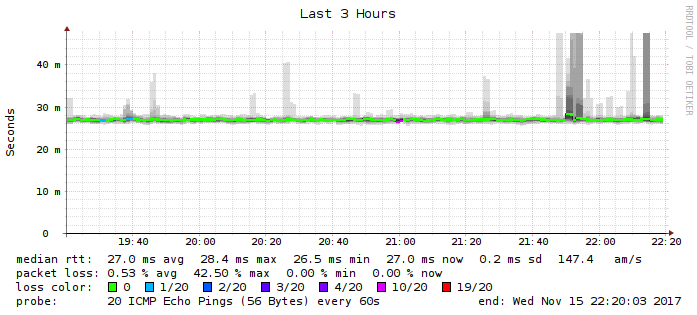 Last 3 Hours
RRDTOOL / TOBI OETIKER
Seconds
40 m
30 m
20 m
10 m
0
19:40 20:00 20:20 20:40 21:00 21:20 21:40 22:00 22:20
median rtt: 27.0 ms avg 28.4 ms max 26.5 ms min 27.0 ms now 0.2 ms sd 147.4 am/s
packet loss: 0.53 % avg 42.50 % max 0.00 % min 0.00 % now
loss color: 0 1/20 2/20 3/20 4/20 10/20 19/20
probe: 20 ICMP Echo Pings (56 Bytes) every 60s end: Wed Nov 15 22:20:03 2017